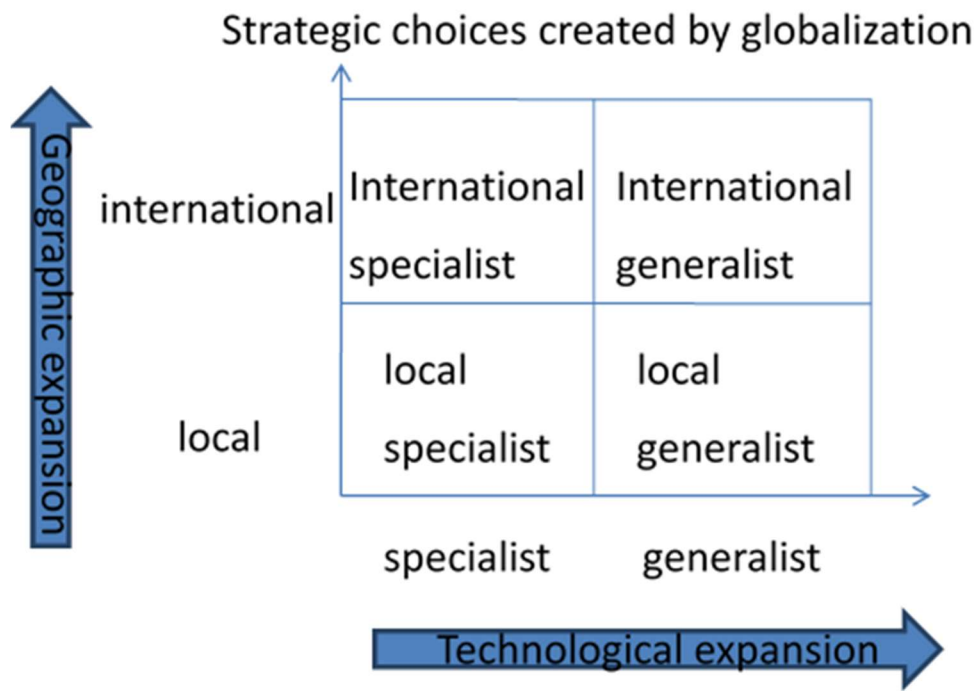 Strategic choices created by globalization
Geographic expansion
international
International
specialist
International
generalist
local
local
specialist
local
generalist
specialist
generalist
Technological expansion